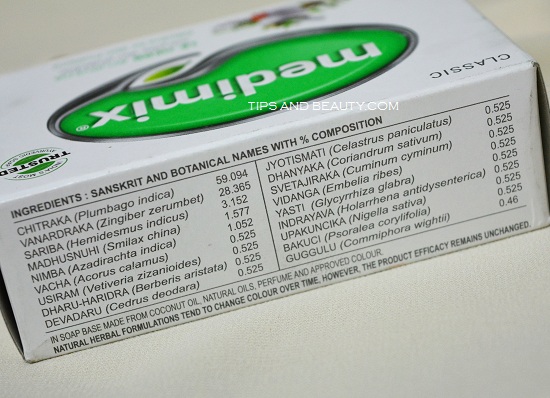 medimix®
CLASSIC
TIPS AND BEAUTY.COM
TRUSTED
INGREDIENTS : SANSKRIT AND BOTANICAL NAMES WITH % COMPOSITION
CHITRAKA (Plumbago indica) 59.094
VANARDRAKA (Zingiber zerumbet) 28.365
SARIBA (Hemidesmus indicus) 3.152
MADHUSNUHI (Smilax china) 1.577
NIMBA (Azadirachta indica) 1.052
VACHA (Acorus calamus) 0.525
USIRAM (Vetiveria zizanioides) 0.525
DHARU-HARIDRA (Berberis aristata) 0.525
DEVADARU (Cedrus deodara) 0.525
JYOTISMATI (Celastrus paniculatus) 0.525
DHANYAKA (Coriandrum sativum) 0.525
SVETAJIRAKA (Cuminum cyminum) 0.525
VIDANGA (Embelia ribes) 0.525
YASTI (Glycyrrhiza glabra) 0.525
INDRAYAVA (Holarrhena antidysenterica) 0.525
UPAKUNCIKA (Nigella sativa) 0.525
BAKUCI (Psoralea corylifolia) 0.525
GUGGULU (Commiphora wightii) 0.46
IN SOAP BASE MADE FROM COCONUT OIL, NATURAL OILS, PERFUME AND APPROVED COLOUR.
NATURAL HERBAL FORMULATIONS TEND TO CHANGE COLOUR OVER TIME. HOWEVER, THE PRODUCT EFFICACY REMAINS UNCHANGED.